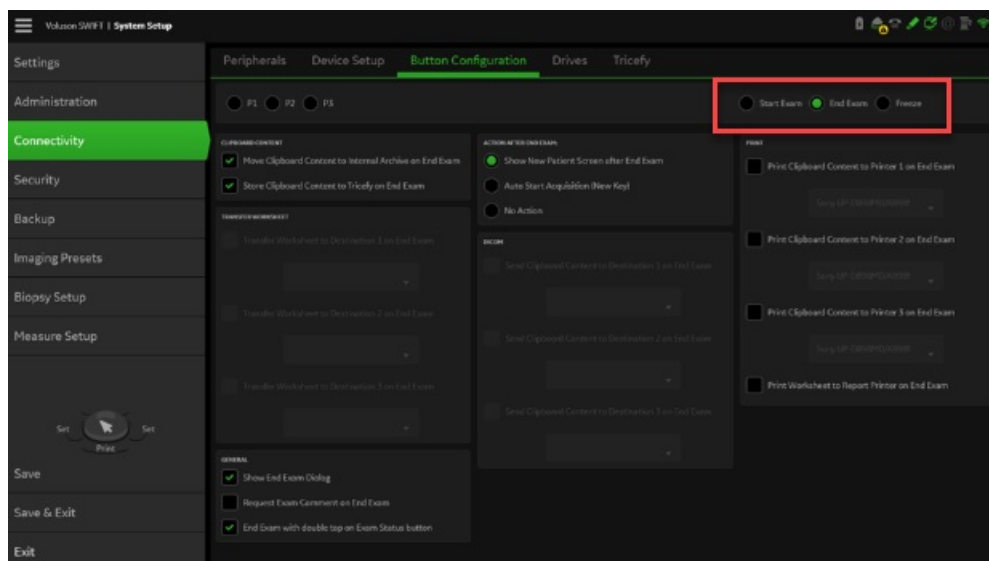 Voluson SWIFT | System Setup
Settings
Administration
Connectivity
Security
Backup
Imaging Presets
Biopsy Setup
Measure Setup
Set Set
Print
Save
Save & Exit
Exit
Peripherals Device Setup Button Configuration Drives Tricefy
P1 P2 P3
Start Exam End Exam Freeze
CLIPBOARD CONTENT
Move Clipboard Content to Internal Archive on End Exam
Store Clipboard Content to Tricefy on End Exam
TRANSFER WORKSHEET
Transfer Worksheet to Destination 1 on End Exam
Transfer Worksheet to Destination 2 on End Exam
Transfer Worksheet to Destination 3 on End Exam
GENERAL
Show End Exam Dialog
Request Exam Comment on End Exam
End Exam with double tap on Exam Status button
ACTION AFTER END EXAM:
Show New Patient Screen after End Exam
Auto Start Acquisition (New Key)
No Action
DICOM
Send Clipboard Content to Destination 1 on End Exam
Send Clipboard Content to Destination 2 on End Exam
Send Clipboard Content to Destination 3 on End Exam
PRINT
Print Clipboard Content to Printer 1 on End Exam
Print Clipboard Content to Printer 2 on End Exam
Print Clipboard Content to Printer 3 on End Exam
Print Worksheet to Report Printer on End Exam